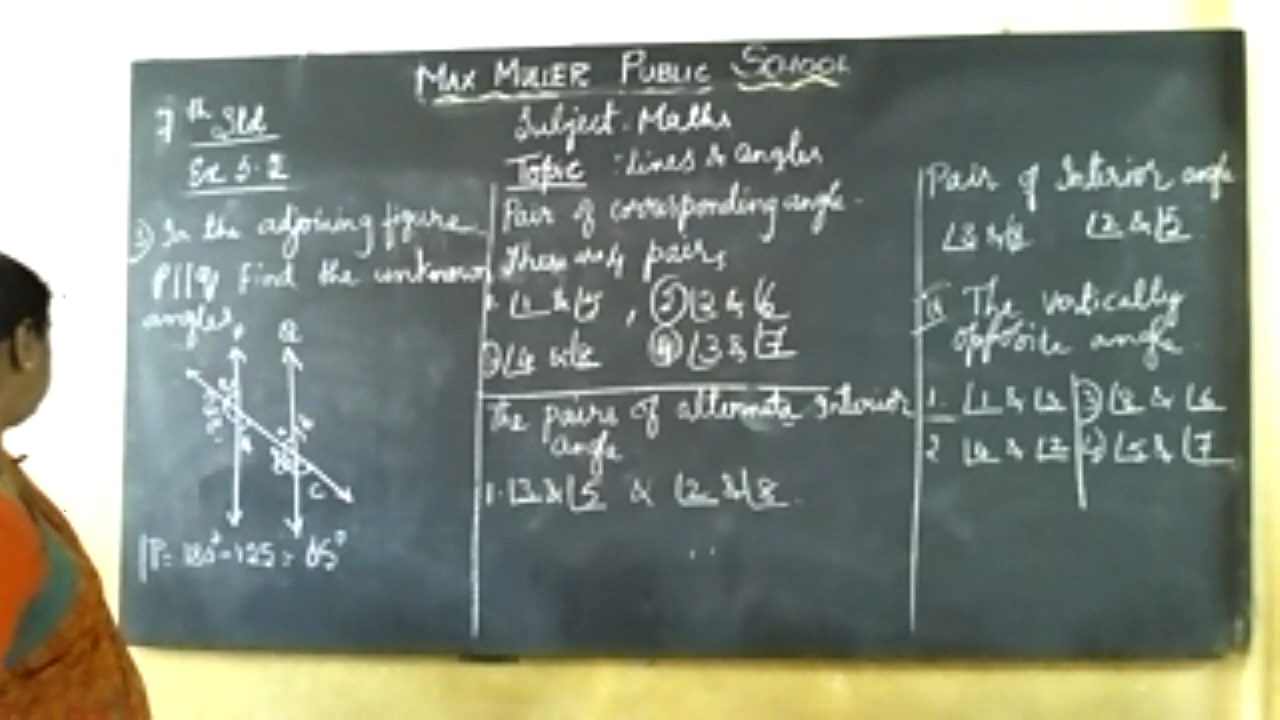 MAX MULLER PUBLIC SCHOOL
7th Std
Ex 5.2
Subject. Maths
Topic : lines & angles
3) In the adjoining figure
P||q Find the unknown
angles,
P Q
a
c
∠P= 180°-125 =
Pair of corresponding angle.
There are 4 pairs
1. ∠1 & ∠5 , ② ∠2 & ∠6
③ ∠4 & ∠8 ④ ∠3 & ∠7
The pairs of alternate Interior
angle
1. ∠3 & ∠5 & ∠2 & ∠8.
Pair of Interior angle
∠3 & ∠8 ∠2 & ∠5
The vertically
opposite angle.
1. ∠1 & ∠3 3) ∠8 & ∠6
2 ∠4 & ∠2 4) ∠5 & ∠7